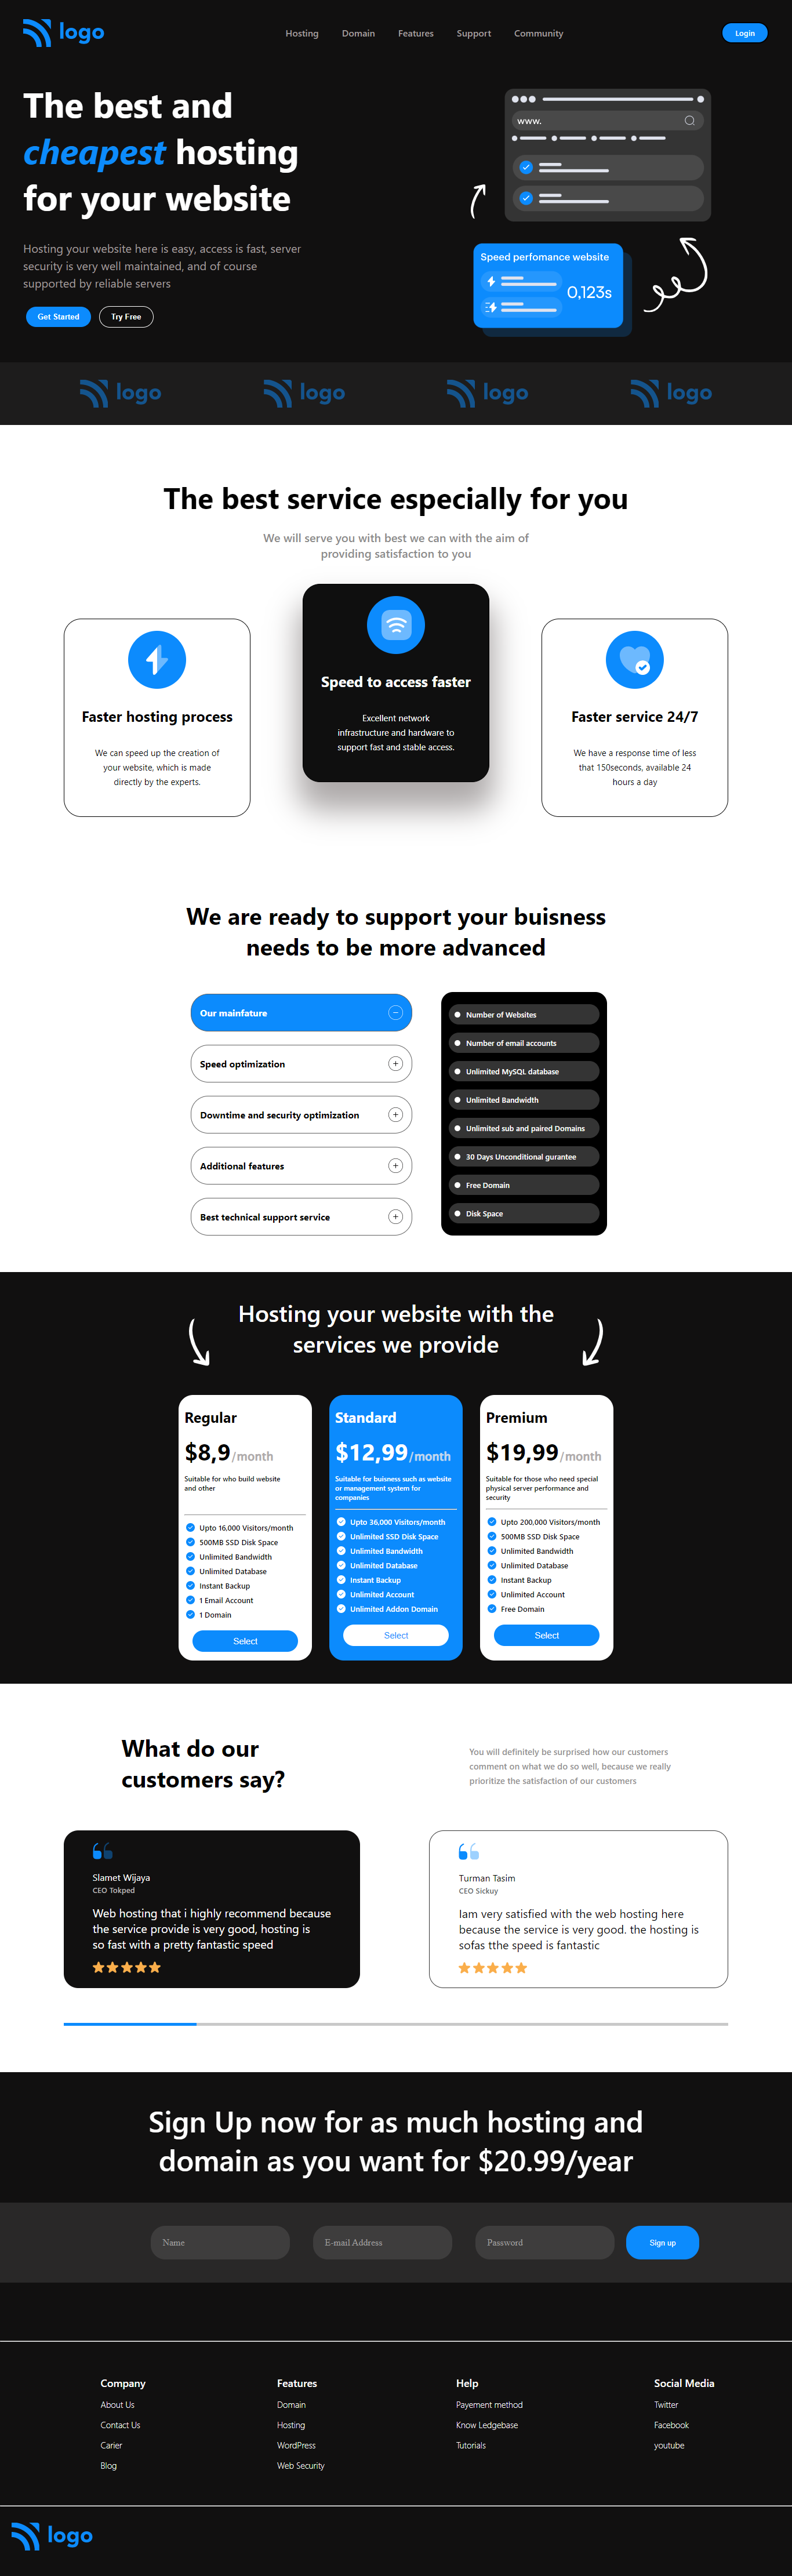 logo
Hosting Domain Features Support Community
Login
The best and
cheapest hosting
for your website
Hosting your website here is easy, access is fast, server
security is very well maintained, and of course
supported by reliable servers
Get Started
Try Free
www.
Speed perfomance website
0,123s
logo
logo
logo
logo
The best service especially for you
We will serve you with best we can with the aim of
providing satisfaction to you
Faster hosting process
We can speed up the creation of
your website, which is made
directly by the experts.
Speed to access faster
Excellent network
infrastructure and hardware to
support fast and stable access.
Faster service 24/7
We have a response time of less
that 150seconds, available 24
hours a day
We are ready to support your buisness
needs to be more advanced
Our mainfature
Speed optimization
Downtime and security optimization
Additional features
Best technical support service
Number of Websites
Number of email accounts
Unlimited MySQL database
Unlimited Bandwidth
Unlimited sub and paired Domains
30 Days Unconditional gurantee
Free Domain
Disk Space
Hosting your website with the
services we provide
Regular
$8,9/month
Suitable for who build website
and other
Upto 16,000 Visitors/month
500MB SSD Disk Space
Unlimited Bandwidth
Unlimited Database
Instant Backup
1 Email Account
1 Domain
Select
Standard
$12,99/month
Suitable for buisness such as website
or management system for
companies
Upto 36,000 Visitors/month
Unlimited SSD Disk Space
Unlimited Bandwidth
Unlimited Database
Instant Backup
Unlimited Account
Unlimited Addon Domain
Select
Premium
$19,99/month
Suitable for those who need special
physical server performance and
security
Upto 200,000 Visitors/month
500MB SSD Disk Space
Unlimited Bandwidth
Unlimited Database
Instant Backup
Unlimited Account
Free Domain
Select
What do our
customers say?
You will definitely be surprised how our customers
comment on what we do so well, because we really
prioritize the satisfaction of our customers
Slamet Wijaya
CEO Tokped
Web hosting that i highly recommend because
the service provide is very good, hosting is
so fast with a pretty fantastic speed
Turman Tasim
CEO Sickuy
Iam very satisfied with the web hosting here
because the service is very good. the hosting is
sofas tthe speed is fantastic
Sign Up now for as much hosting and
domain as you want for $20.99/year
Name
E-mail Address
Password
Sign up
Company
About Us
Contact Us
Carier
Blog
Features
Domain
Hosting
WordPress
Web Security
Help
Payement method
Know Ledgebase
Tutorials
Social Media
Twitter
Facebook
youtube
logo